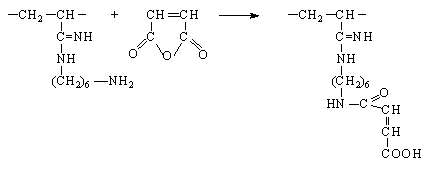 −CH₂−CH− + CH=CH → −CH₂−CH−
C=NH C C C=NH
NH O O O NH
(CH₂)₆−NH₂ (CH₂)₆
HN−C O
CH
CH
COOH